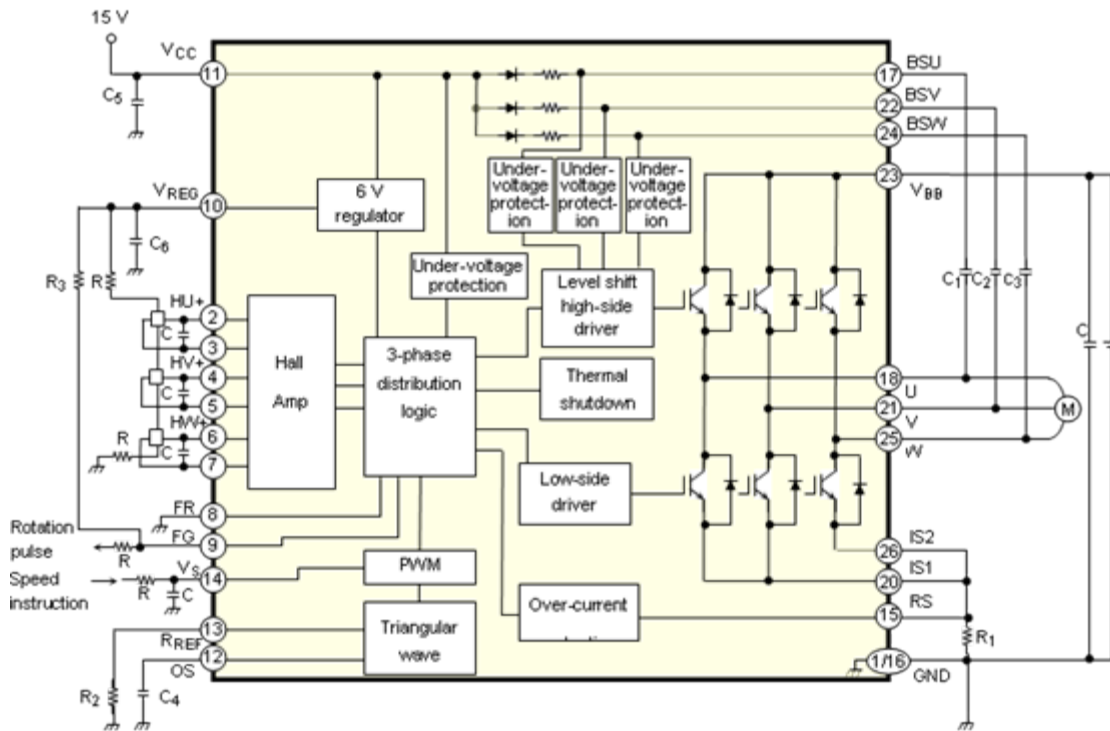 15 V
VCC
11
C5
VREG
10
C6
R3
R
HU+
2
C
3
HV+
4
C
5
HW+
6
R
C
7
FR
8
FG
9
Rotation
pulse
R
VS
14
Speed
instruction
R
C
13
RREF
12
OS
R2
C4
6 V
regulator
Under-voltage
protection
Hall
Amp
3-phase
distribution
logic
PWM
Triangular
wave
Under-
voltage
protect-
ion
Under-
voltage
protect-
ion
Under-
voltage
protect-
ion
Level shift
high-side
driver
Thermal
shutdown
Low-side
driver
Over-current
17
BSU
22
BSV
24
BSW
23
VBB
C1
C2
C3
C
18
U
21
V
25
W
M
26
IS2
20
IS1
15
RS
R1
1/16
GND